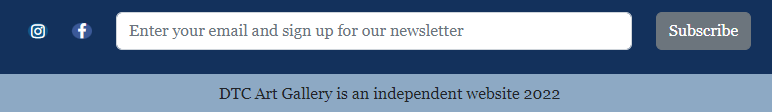 Enter your email and sign up for our newsletter
Subscribe
DTC Art Gallery is an independent website 2022